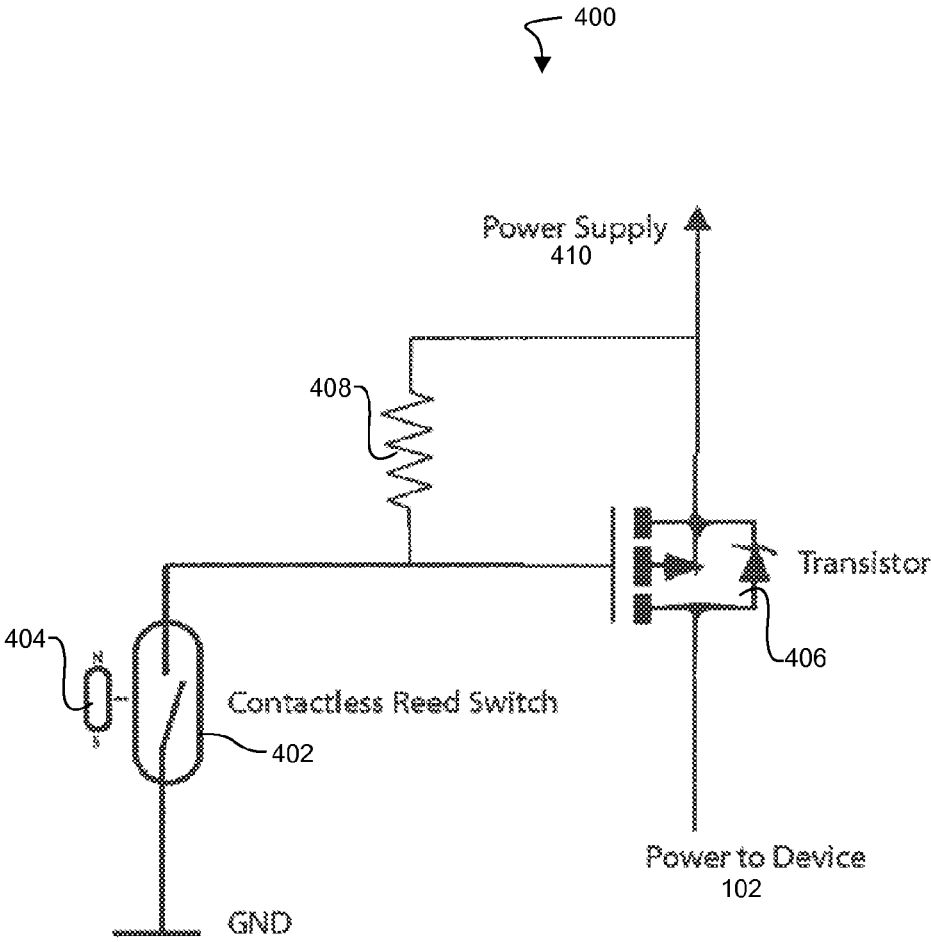 400
Power Supply
410
408
Transistor
406
404
N
S
Contactless Reed Switch
402
Power to Device
102
GND